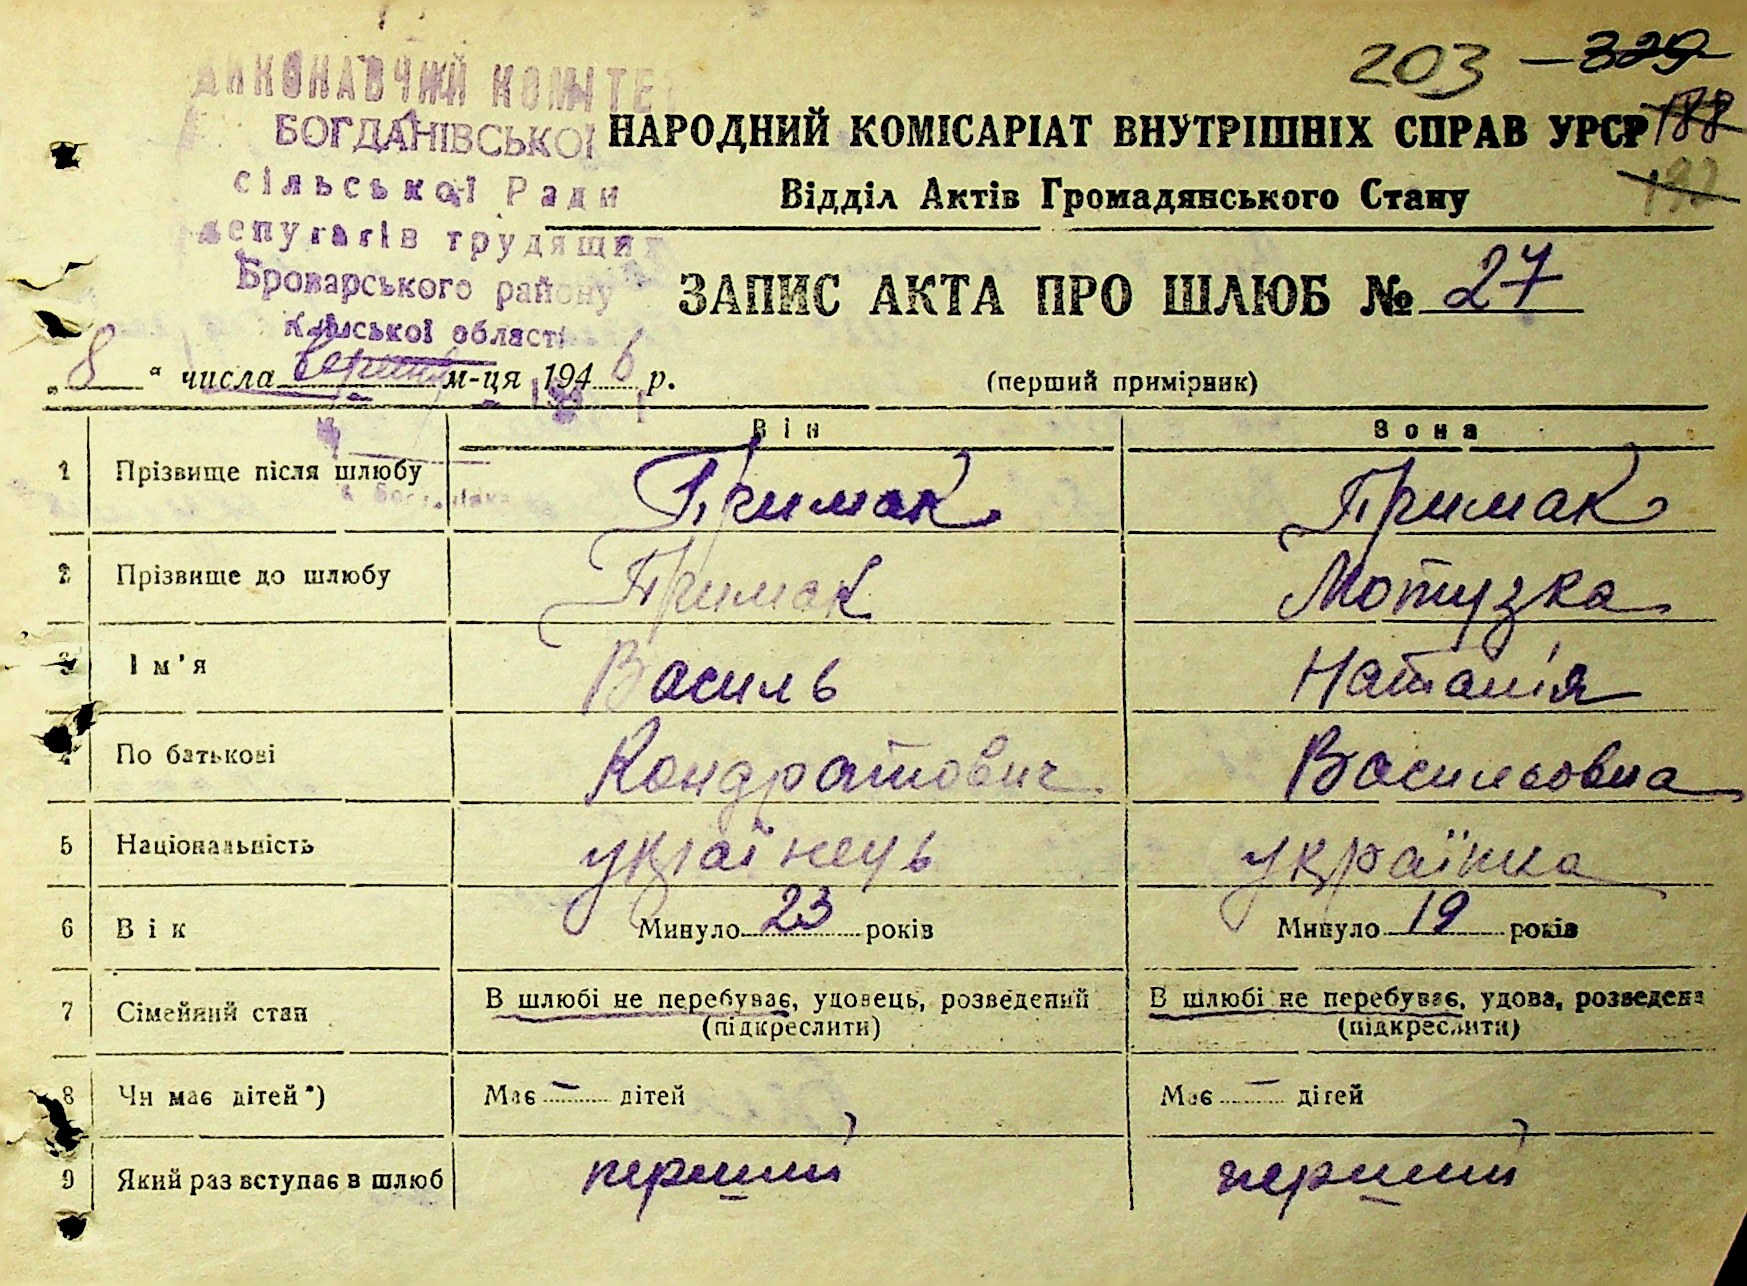 203 — 329
ВИКОНАВЧИЙ КОМІТЕ
БОГДАНІВСЬКОЇ
сільської Ради
депутатів трудящих
Броварського району
Київської області
188
192
НАРОДНИЙ КОМІСАРІАТ ВНУТРІШНІХ СПРАВ УРСР
Відділ Актів Громадянського Стану
ЗАПИС АКТА ПРО ШЛЮБ № 27
„8“ числа вересня м-ця 1946 р.
(перший примірник)
Він Зона
1 Прізвище після шлюбу Примак Примак
2 Прізвище до шлюбу Примак Мотузка
3 Ім'я Василь Наталія
4 По батькові Кондратович Васильовна
5 Національність українець українка
6 Вік Минуло 23 років Минуло 19 років
7 Сімейний стан В шлюбі не перебуває, удовець, розведений (підкреслити) В шлюбі не перебуває, удова, розведена (підкреслити)
8 Чи має дітей*) Має — дітей Має — дітей
9 Який раз вступає в шлюб перший перший